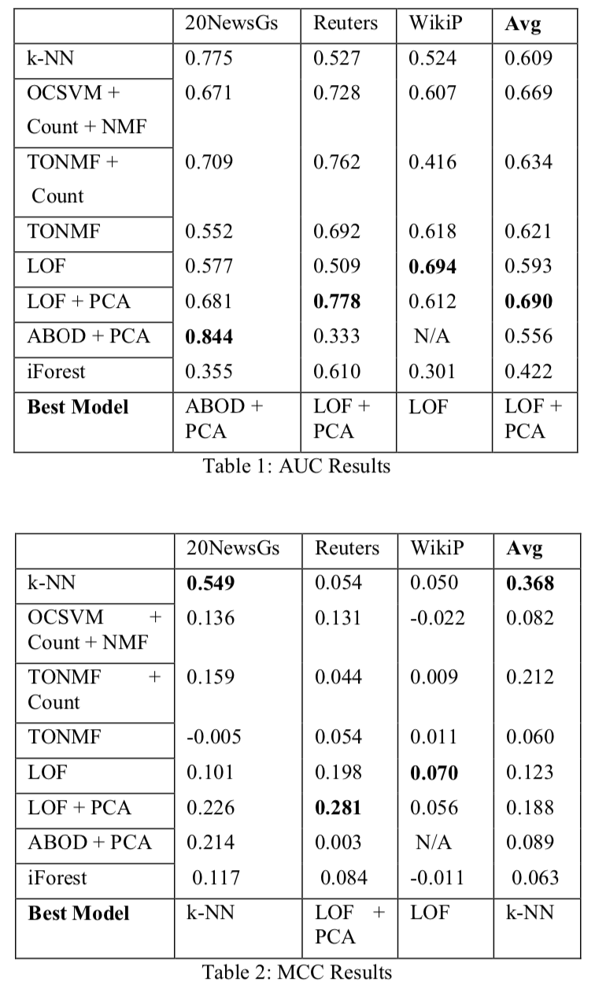 20NewsGs Reuters WikiP Avg
k-NN 0.775 0.527 0.524 0.609
OCSVM + 0.671 0.728 0.607 0.669
Count + NMF
TONMF + 0.709 0.762 0.416 0.634
Count
TONMF 0.552 0.692 0.618 0.621
LOF 0.577 0.509 0.694 0.593
LOF + PCA 0.681 0.778 0.612 0.690
ABOD + PCA 0.844 0.333 N/A 0.556
iForest 0.355 0.610 0.301 0.422
Best Model ABOD + LOF + LOF LOF +
PCA PCA PCA
Table 1: AUC Results
20NewsGs Reuters WikiP Avg
k-NN 0.549 0.054 0.050 0.368
OCSVM + 0.136 0.131 -0.022 0.082
Count + NMF
TONMF + 0.159 0.044 0.009 0.212
Count
TONMF -0.005 0.054 0.011 0.060
LOF 0.101 0.198 0.070 0.123
LOF + PCA 0.226 0.281 0.056 0.188
ABOD + PCA 0.214 0.003 N/A 0.089
iForest 0.117 0.084 -0.011 0.063
Best Model k-NN LOF + LOF k-NN
PCA
Table 2: MCC Results